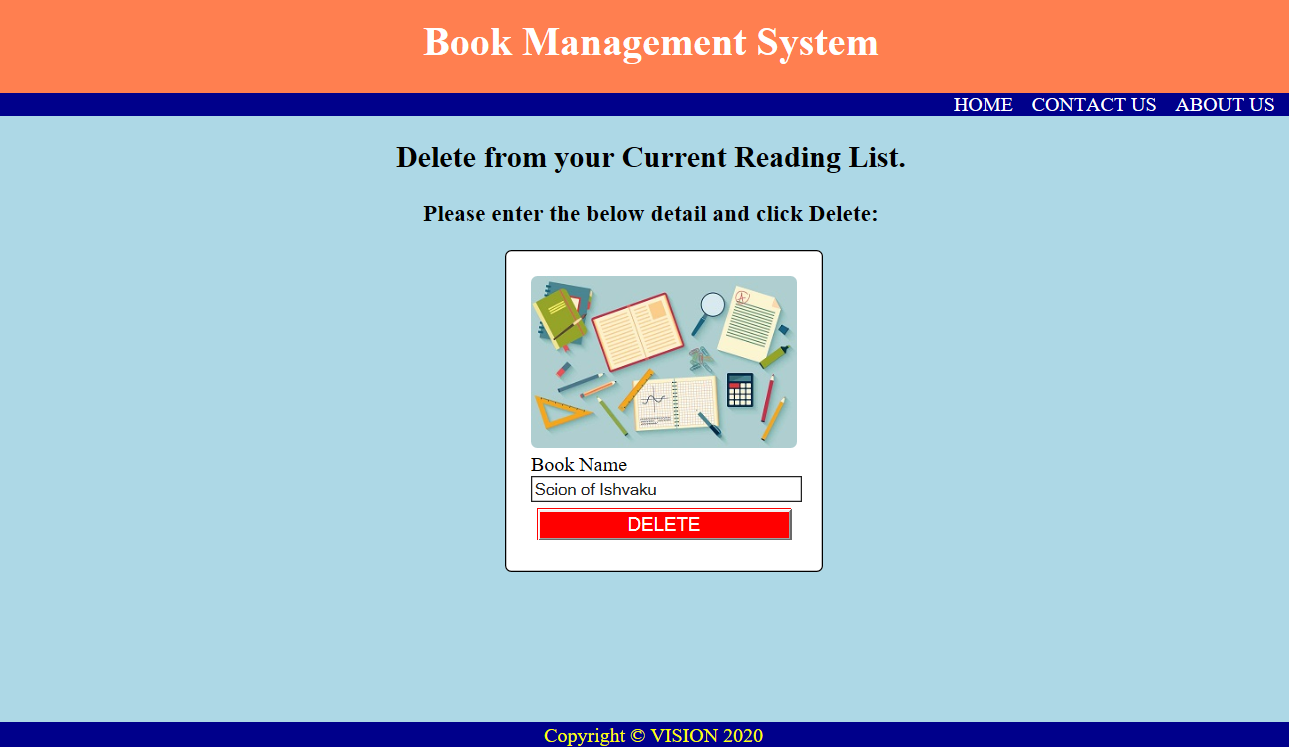 Book Management System
HOME CONTACT US ABOUT US
Delete from your Current Reading List.
Please enter the below detail and click Delete:
Book Name
Scion of Ishvaku
DELETE
Copyright © VISION 2020